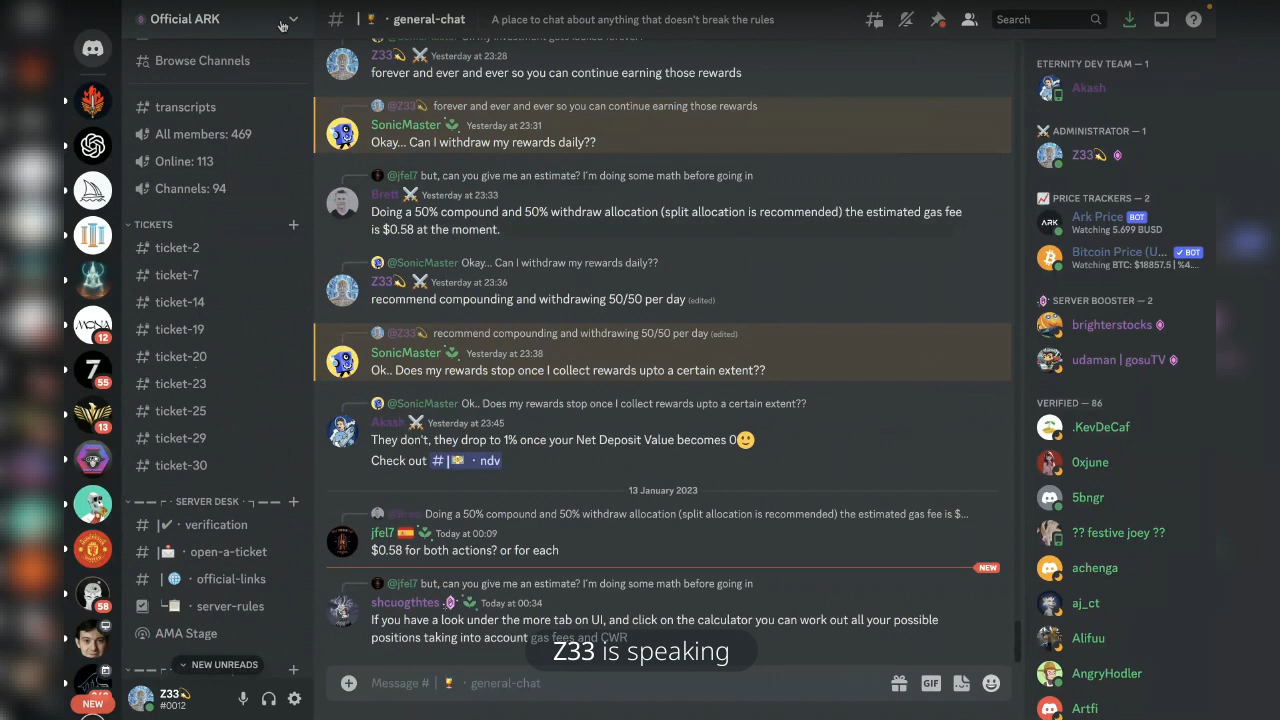 Official ARK
Browse Channels
transcripts
All members: 469
Online: 113
Channels: 94
TICKETS
ticket-2
ticket-7
ticket-14
ticket-19
ticket-20
ticket-23
ticket-25
ticket-29
ticket-30
SERVER DESK
verification
open-a-ticket
official-links
server-rules
AMA Stage
NEW UNREADS
Z33
#0012
12
55
13
58
NEW
general-chat
A place to chat about anything that doesn't break the rules
Search
Z33 Yesterday at 23:28
forever and ever and ever so you can continue earning those rewards
@Z33 forever and ever and ever so you can continue earning those rewards
SonicMaster Yesterday at 23:31
Okay... Can I withdraw my rewards daily??
@jfel7 but, can you give me an estimate? I'm doing some math before going in
Brett Yesterday at 23:33
Doing a 50% compound and 50% withdraw allocation (split allocation is recommended) the estimated gas fee
is $0.58 at the moment.
@SonicMaster Okay... Can I withdraw my rewards daily??
Z33 Yesterday at 23:36
recommend compounding and withdrawing 50/50 per day (edited)
@Z33 recommend compounding and withdrawing 50/50 per day (edited)
SonicMaster Yesterday at 23:38
Ok.. Does my rewards stop once I collect rewards upto a certain extent??
@SonicMaster Ok.. Does my rewards stop once I collect rewards upto a certain extent??
Akash Yesterday at 23:45
They don't, they drop to 1% once your Net Deposit Value becomes 0
Check out # | · ndv
13 January 2023
Doing a 50% compound and 50% withdraw allocation (split allocation is recommended) the estimated gas fee is $...
jfel7 Today at 00:09
$0.58 for both actions? or for each
NEW
@jfel7 but, can you give me an estimate? I'm doing some math before going in
shcuogthtes Today at 00:34
If you have a look under the more tab on UI, and click on the calculator you can work out all your possible
positions taking into account gas fees and CWR
Z33 is speaking
Message # | · general-chat
GIF
ETERNITY DEV TEAM — 1
Akash
ADMINISTRATOR — 1
Z33
PRICE TRACKERS — 2
Ark Price BOT
Watching 5.699 BUSD
Bitcoin Price (U... ✓ BOT
Watching BTC: $18857.5 | %4...
SERVER BOOSTER — 2
brighterstocks
udaman | gosuTV
VERIFIED — 86
.KevDeCaf
0xjune
5bngr
?? festive joey ??
achenga
aj_ct
Alifuu
AngryHodler
Artfi